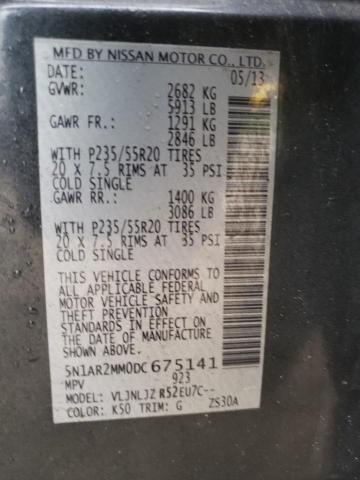 MFD BY NISSAN MOTOR CO., LTD.
DATE: 05/13
GVWR: 2682 KG
5913 LB
GAWR FR.: 1291 KG
2846 LB
WITH P235/55R20 TIRES
20 X 7.5 RIMS AT 35 PSI
COLD SINGLE
GAWR RR.: 1400 KG
3086 LB
WITH P235/55R20 TIRES
20 X 7.5 RIMS AT 35 PSI
COLD SINGLE
THIS VEHICLE CONFORMS TO
ALL APPLICABLE FEDERAL
MOTOR VEHICLE SAFETY AND
THEFT PREVENTION
STANDARDS IN EFFECT ON
THE DATE OF MANUFACTURE
SHOWN ABOVE.
5N1AR2MM0DC675141
MPV 923
MODEL: VLJNLJZ R52EU7C--
COLOR: K50 TRIM: G ZS30A